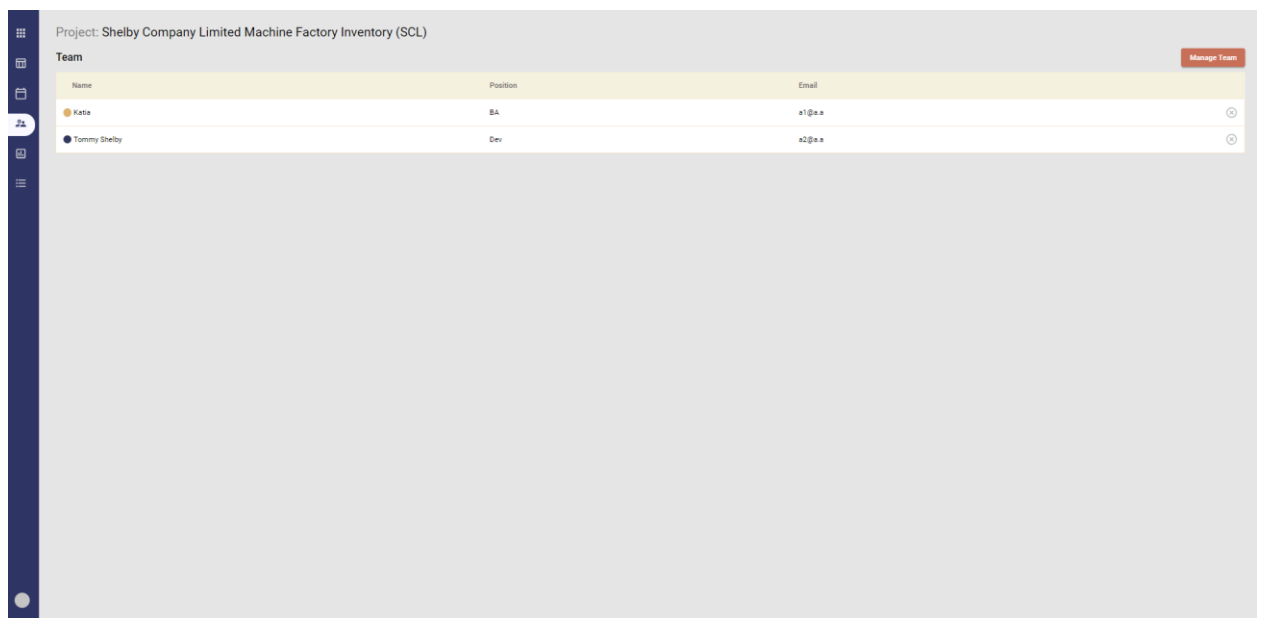 Project: Shelby Company Limited Machine Factory Inventory (SCL)
Team
Manage Team
Name Position Email
Katia BA a1@a.a
Tommy Shelby Dev a2@a.a